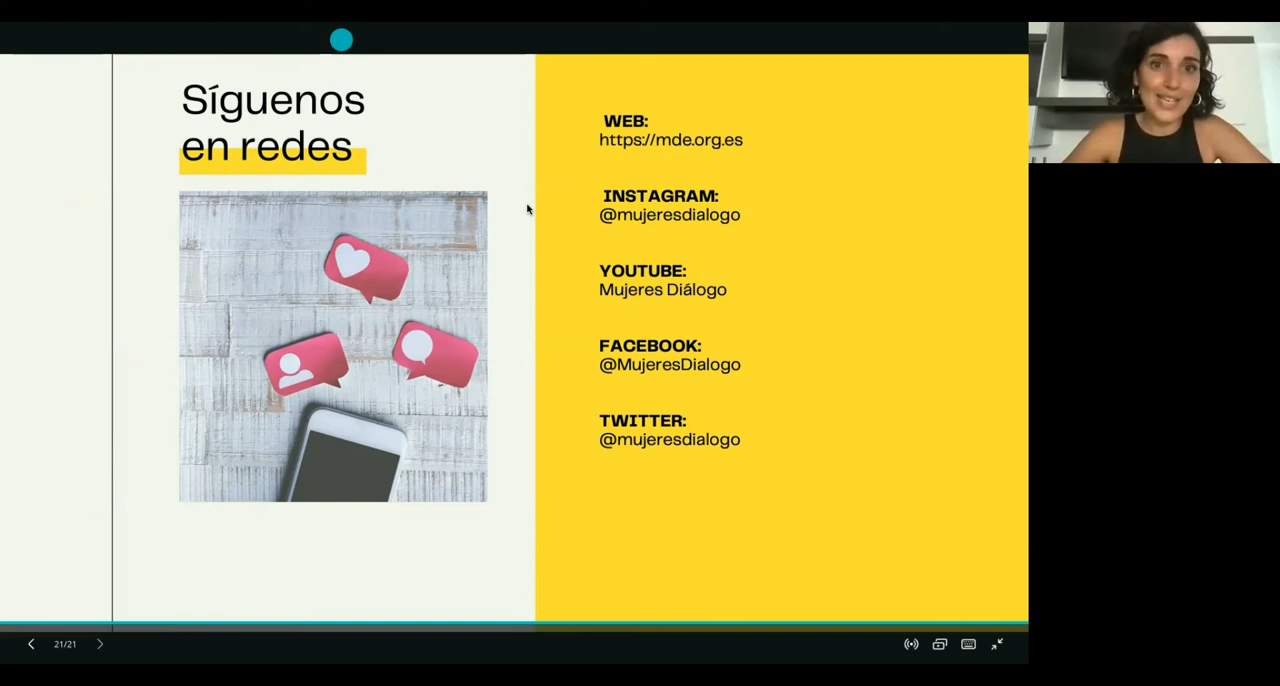 Síguenos
en redes
WEB:
https://mde.org.es
INSTAGRAM:
@mujeresdialogo
YOUTUBE:
Mujeres Diálogo
FACEBOOK:
@MujeresDialogo
TWITTER:
@mujeresdialogo
21/21